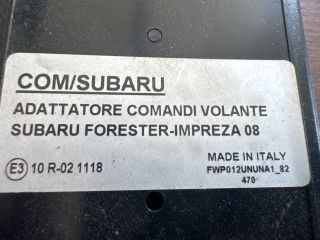 COM/SUBARU
ADATTATORE COMANDI VOLANTE
SUBARU FORESTER-IMPREZA 08
E3 10 R-02 1118
MADE IN ITALY
FWP012UNUNA1_82
470